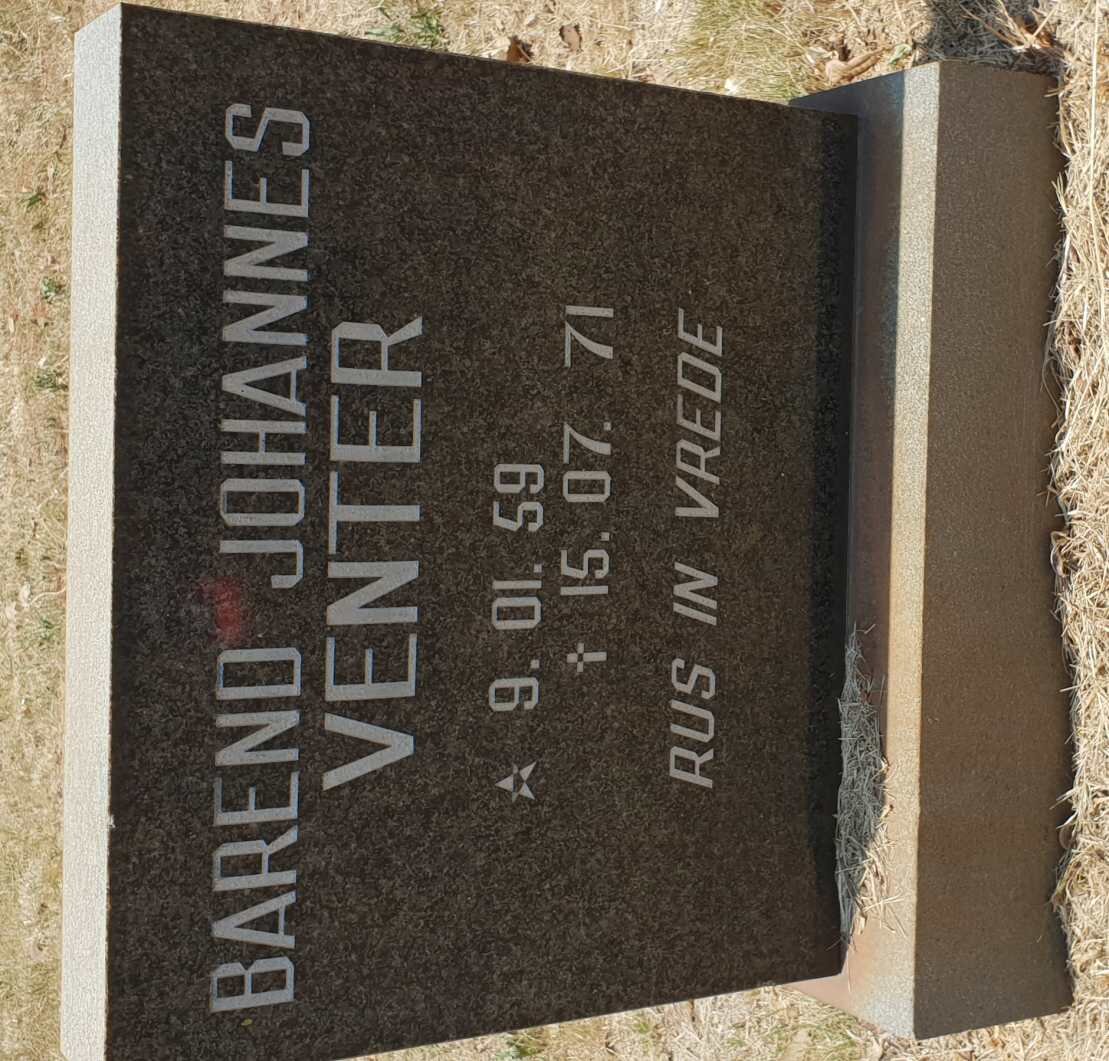 BAREND JOHANNES
VENTER
★ 9. 01. 59
✝ 15. 07. 71
RUS IN VREDE